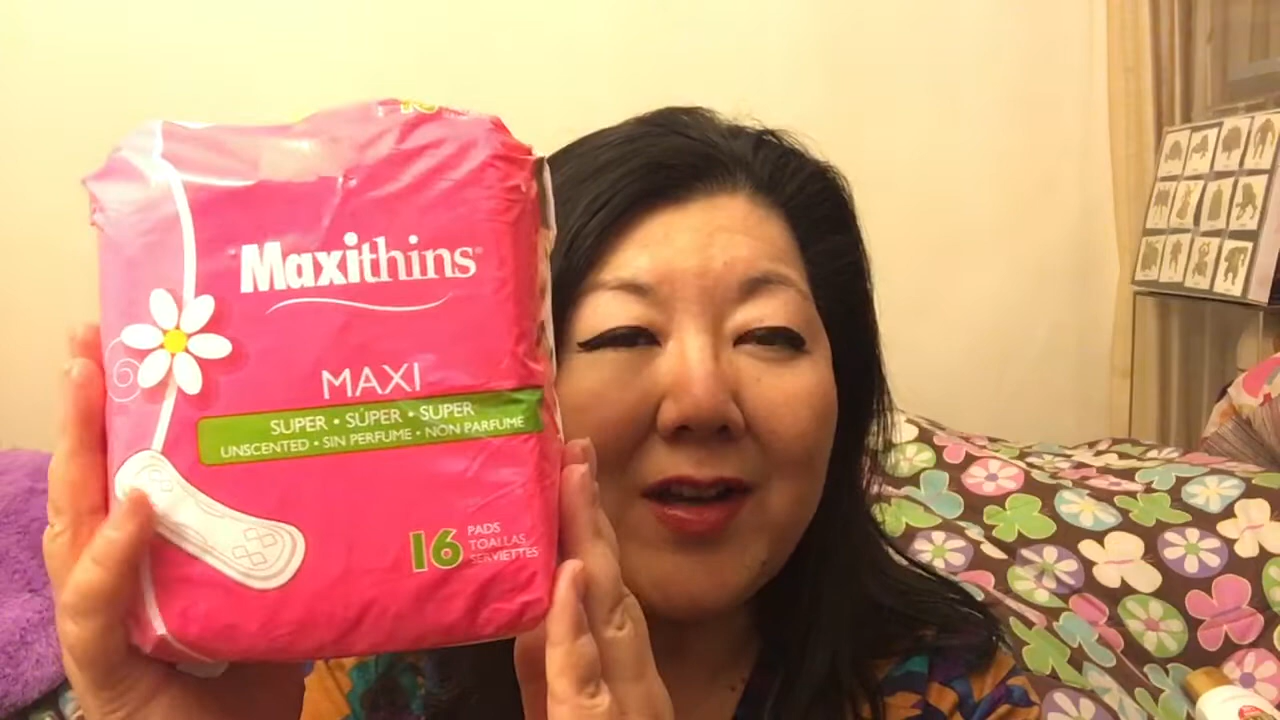 Maxithins®
MAXI
SUPER • SÚPER • SUPER
UNSCENTED • SIN PERFUME • NON PARFUMÉ
16
PADS
TOALLAS
SERVIETTES